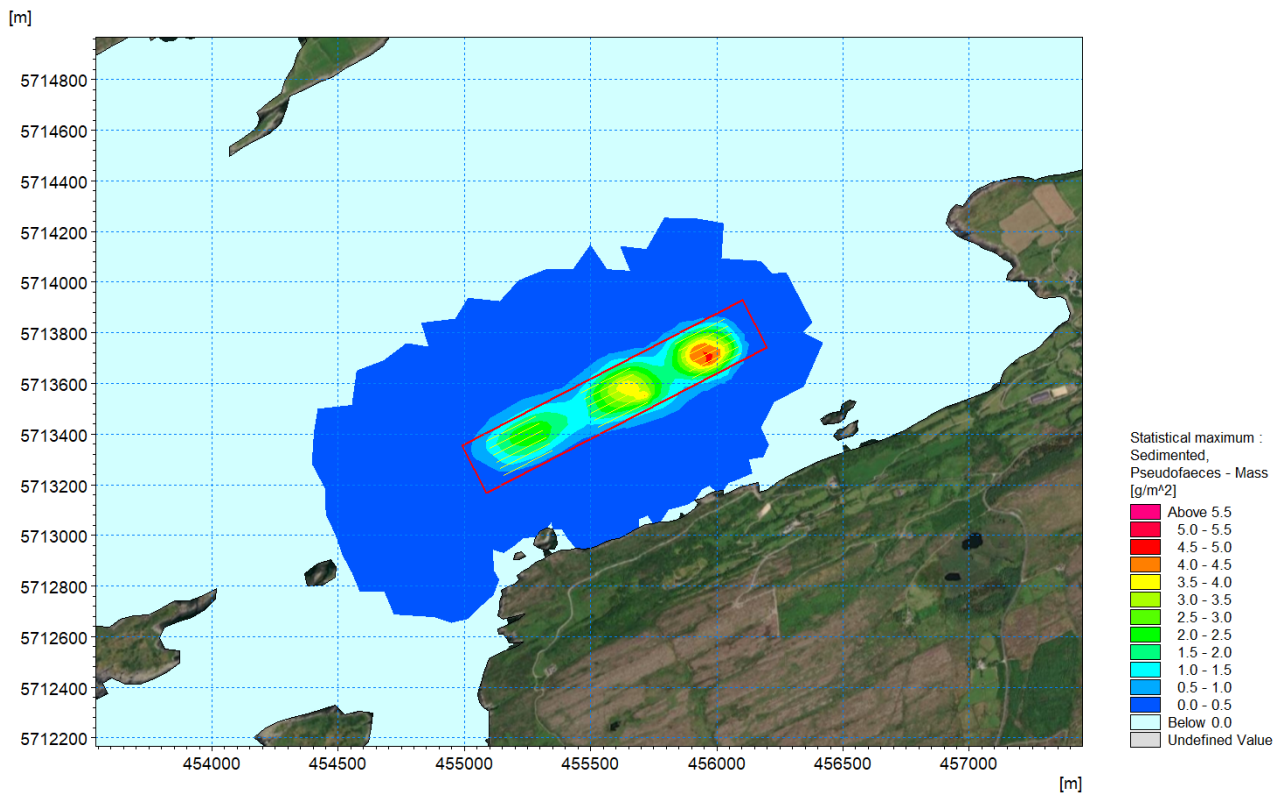 [m]
5714800
5714600
5714400
5714200
5714000
5713800
5713600
5713400
5713200
5713000
5712800
5712600
5712400
5712200
454000 454500 455000 455500 456000 456500 457000
[m]
Statistical maximum :
Sedimented,
Pseudofaeces - Mass
[g/m^2]
Above 5.5
5.0 - 5.5
4.5 - 5.0
4.0 - 4.5
3.5 - 4.0
3.0 - 3.5
2.5 - 3.0
2.0 - 2.5
1.5 - 2.0
1.0 - 1.5
0.5 - 1.0
0.0 - 0.5
Below 0.0
Undefined Value